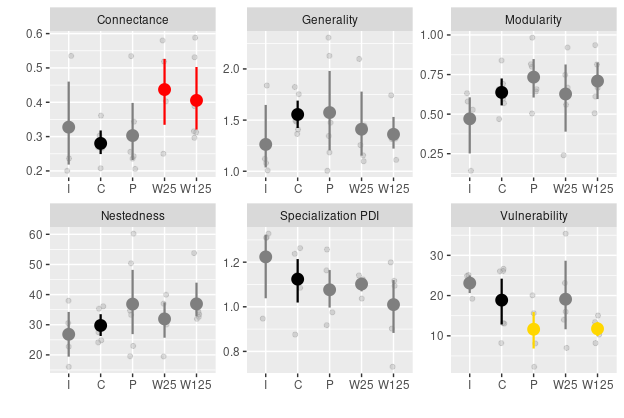 Connectance
0.6
0.5
0.4
0.3
0.2
I C P W25 W125
Generality
2.0
1.5
1.0
I C P W25 W125
Modularity
1.00
0.75
0.50
0.25
I C P W25 W125
Nestedness
60
50
40
30
20
I C P W25 W125
Specialization PDI
1.2
1.0
0.8
I C P W25 W125
Vulnerability
30
20
10
I C P W25 W125